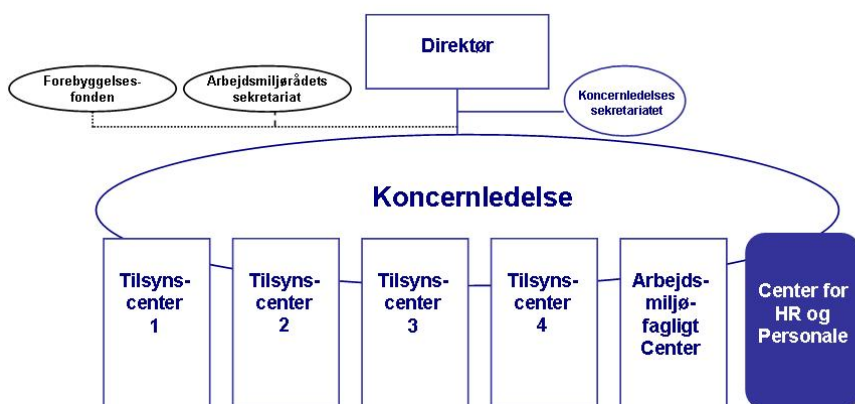 Direktør
Forebyggelses-
fonden
Arbejdsmiljørådets
sekretariat
Koncernledelses
sekretariatet
Koncernledelse
Tilsyns-
center
1
Tilsyns-
center
2
Tilsyns-
center
3
Tilsyns-
center
4
Arbejds-
miljø-
fagligt
Center
Center for
HR og
Personale